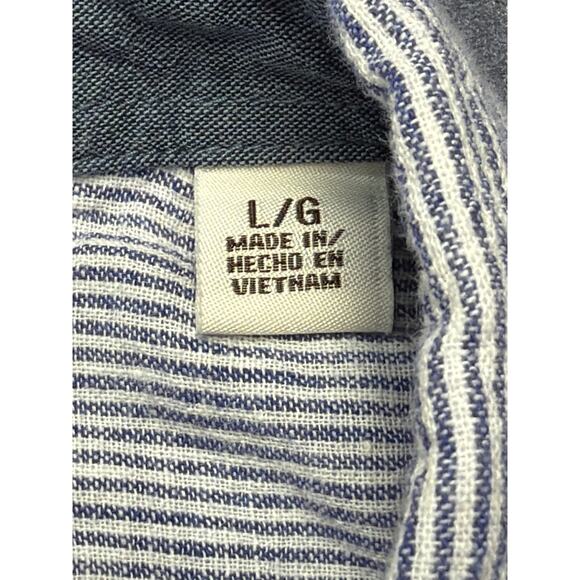 L/G
MADE IN/
HECHO EN
VIETNAM